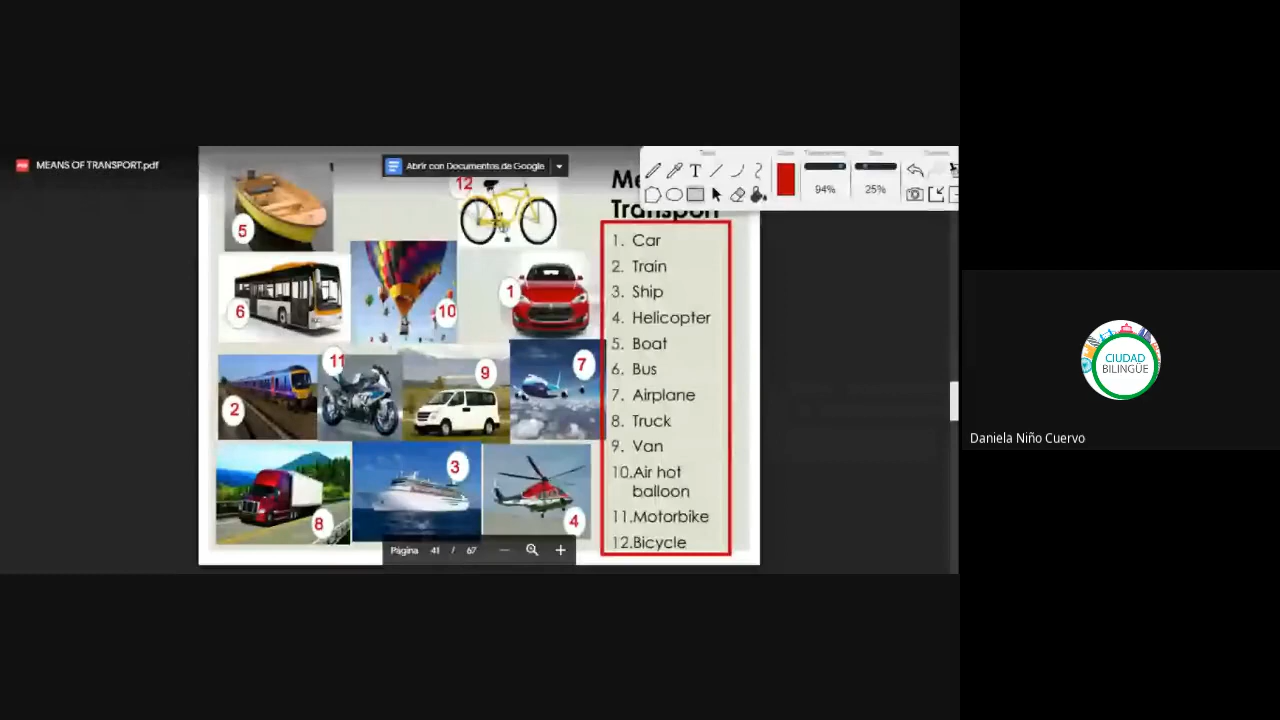 MEANS OF TRANSPORT.pdf
Abrir con Documentos de Google
T
94%
25%
Transport
1. Car
2. Train
3. Ship
4. Helicopter
5. Boat
6. Bus
7. Airplane
8. Truck
9. Van
10.Air hot
balloon
11.Motorbike
12.Bicycle
12
5
6
10
1
2
11
9
7
8
3
4
Página 41 / 67
CIUDAD
BILINGÜE
Daniela Niño Cuervo